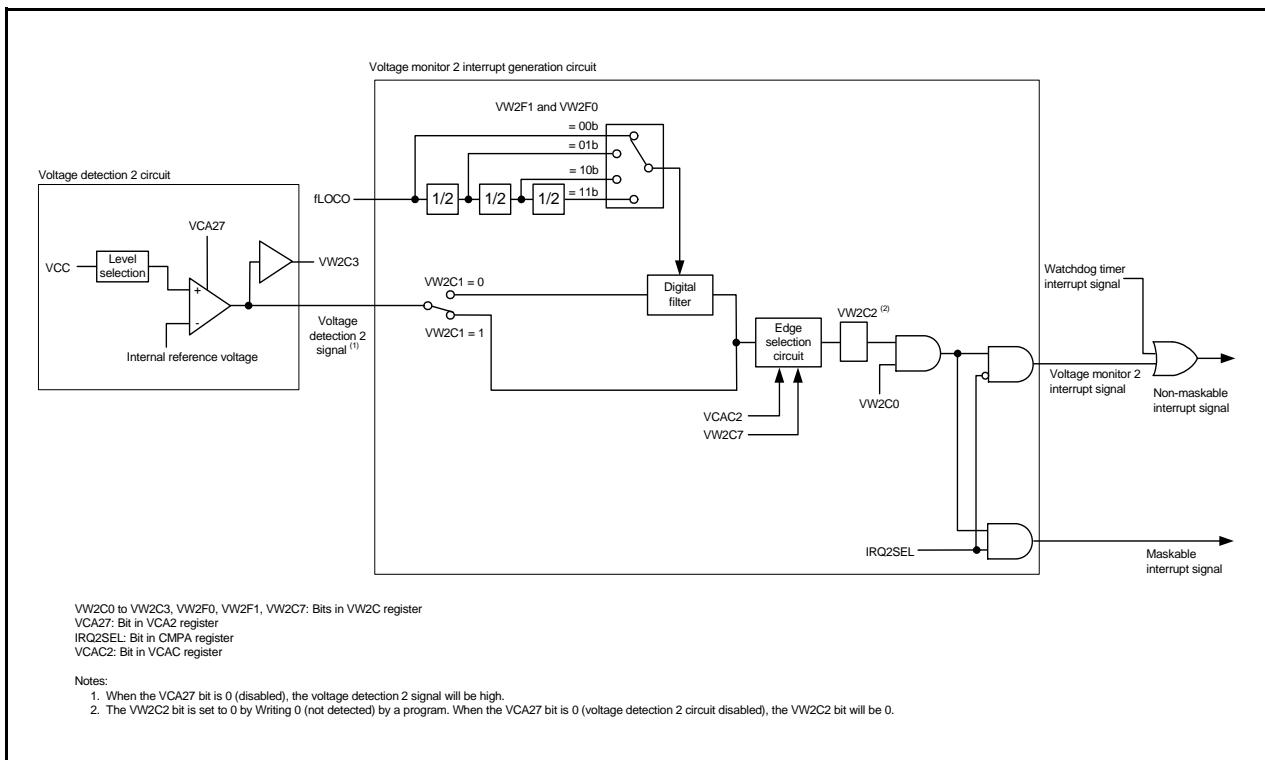 Voltage monitor 2 interrupt generation circuit
VW2F1 and VW2F0
= 00b
= 01b
= 10b
= 11b
Voltage detection 2 circuit
fLOCO
1/2
1/2
1/2
VCA27
VCC
Level
selection
VW2C3
+
-
Internal reference voltage
Voltage
detection 2
signal (1)
VW2C1 = 0
VW2C1 = 1
Digital
filter
Edge
selection
circuit
VCAC2
VW2C7
VW2C2 (2)
VW2C0
IRQ2SEL
Watchdog timer
interrupt signal
Voltage monitor 2
interrupt signal
Non-maskable
interrupt signal
Maskable
interrupt signal
VW2C0 to VW2C3, VW2F0, VW2F1, VW2C7: Bits in VW2C register
VCA27: Bit in VCA2 register
IRQ2SEL: Bit in CMPA register
VCAC2: Bit in VCAC register
Notes:
1. When the VCA27 bit is 0 (disabled), the voltage detection 2 signal will be high.
2. The VW2C2 bit is set to 0 by Writing 0 (not detected) by a program. When the VCA27 bit is 0 (voltage detection 2 circuit disabled), the VW2C2 bit will be 0.